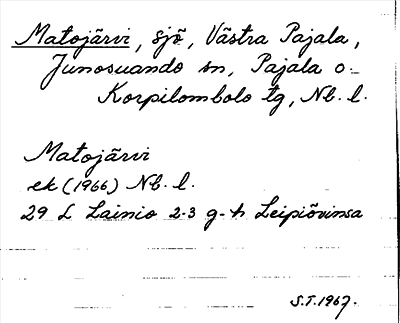 Matojärvi, sjö, Västra Pajala,
Junosuando sn, Pajala o.
Korpilombolo tg, Nb. l.
Matojärvi
ek (1966) Nb. l.
29 L Lainio 2-3 g-h Leipiövinsa
S.T. 1967.